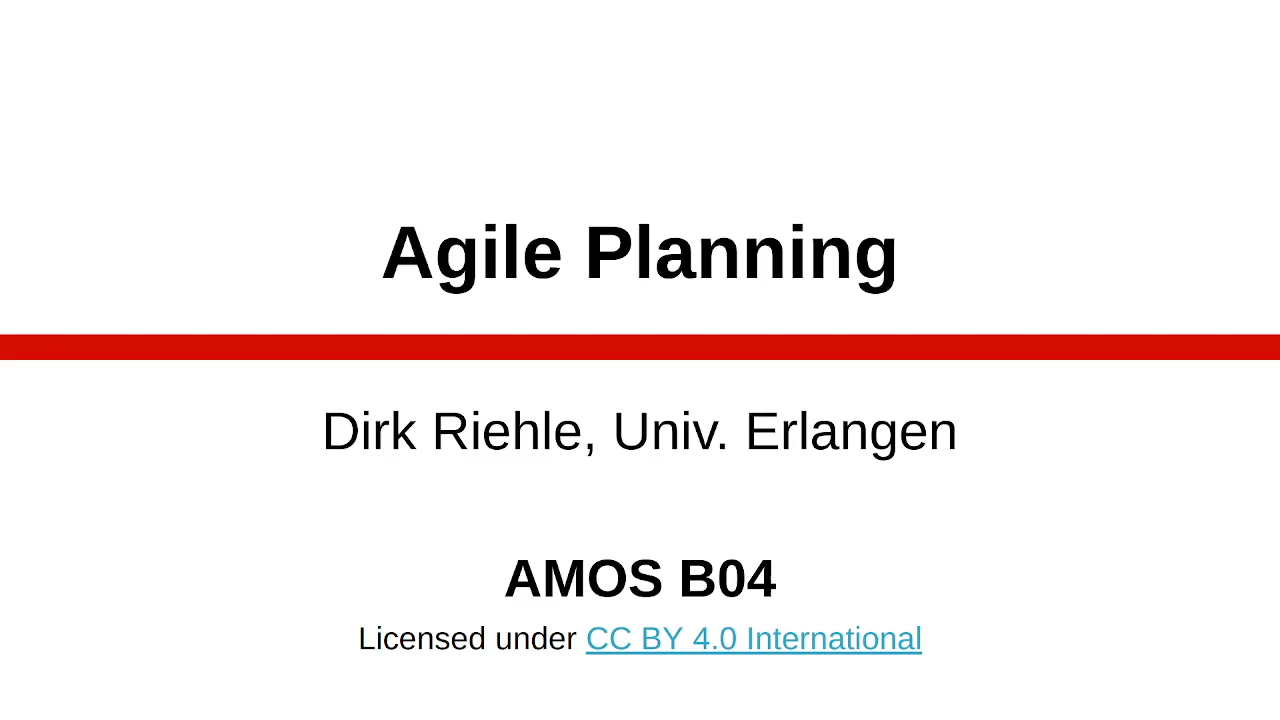 Agile Planning
Dirk Riehle, Univ. Erlangen
AMOS B04
Licensed under CC BY 4.0 International